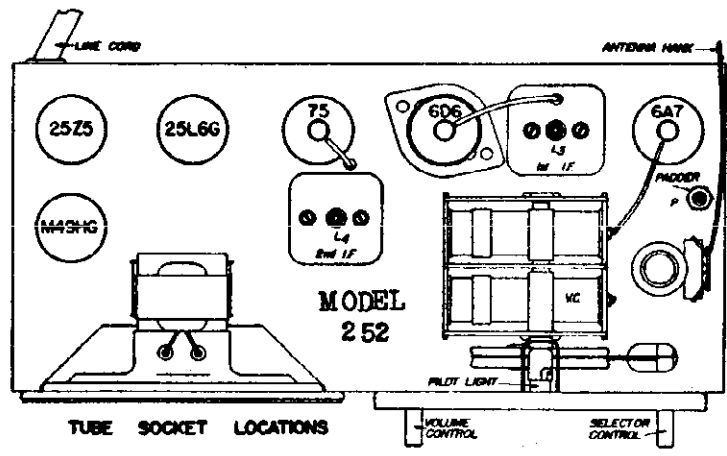 LINE CORD
ANTENNA HANK
25Z5
25L6G
75
6D6
6A7
L3
1st I.F.
PADDER
P
M49HG
L4
2nd I.F.
MODEL
252
VC
PILOT LIGHT
TUBE SOCKET LOCATIONS
VOLUME
CONTROL
SELECTOR
CONTROL